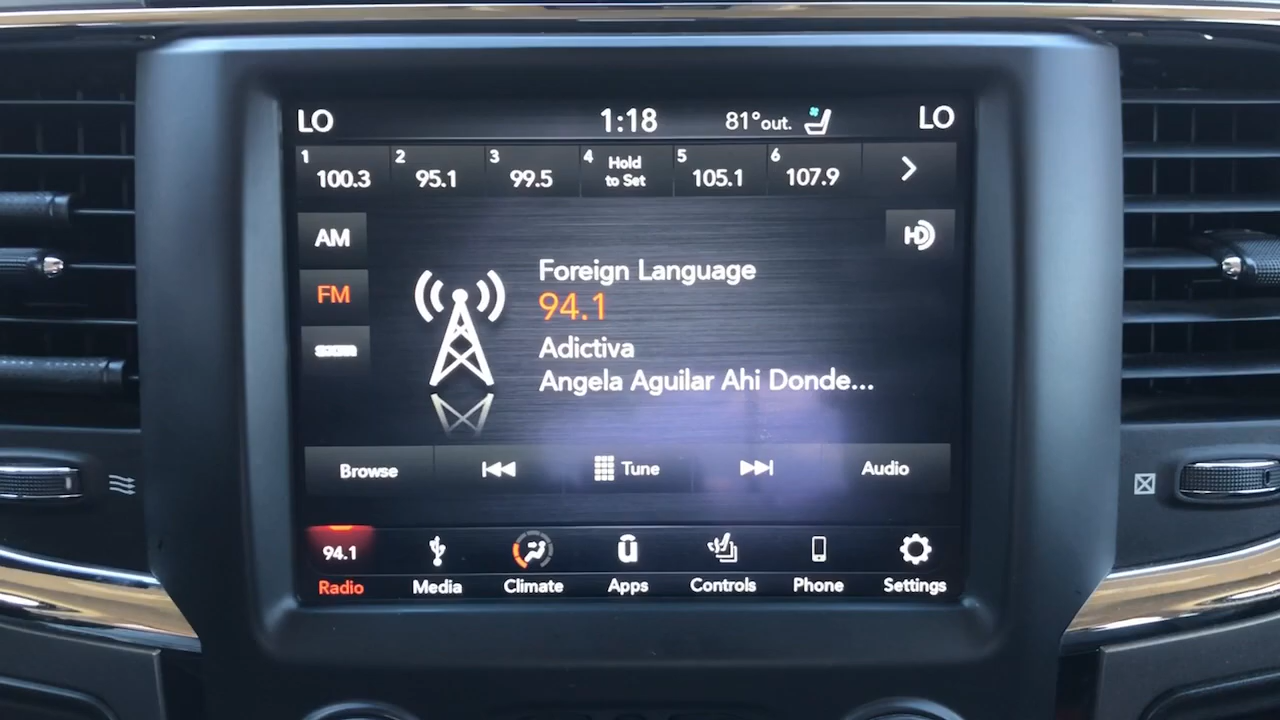 LO 1:18 81°out. LO
1 100.3 2 95.1 3 99.5 4 Hold to Set 5 105.1 6 107.9
AM
HD
FM
Foreign Language
94.1
Adictiva
Angela Aguilar Ahi Donde...
Browse Tune Audio
94.1
Radio Media Climate Apps Controls Phone Settings